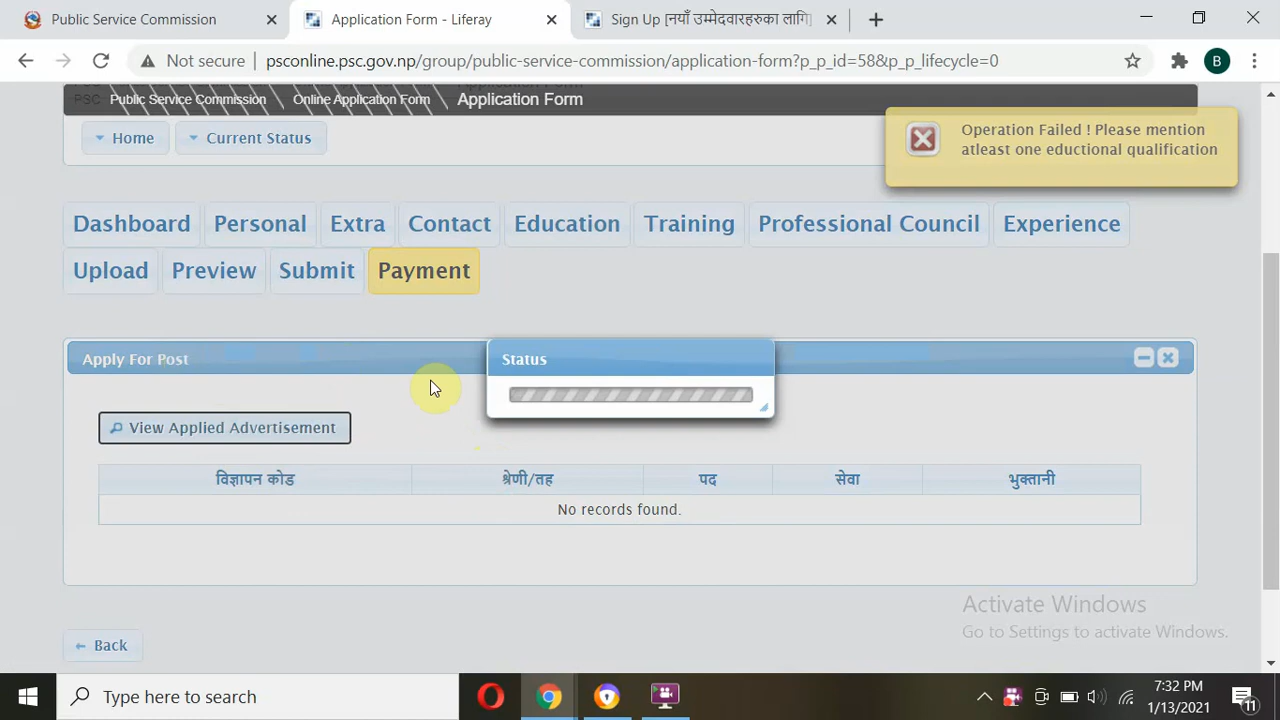 Public Service Commission
Application Form - Liferay
Sign Up [नयाँ उम्मेदवारहरुका लागि]
Not secure
psconline.psc.gov.np/group/public-service-commission/application-form?p_p_id=58&p_p_lifecycle=0
B
PSC
Public Service Commission
Online Application Form
Application Form
Home
Current Status
Operation Failed ! Please mention
atleast one eductional qualification
Dashboard
Personal
Extra
Contact
Education
Training
Professional Council
Experience
Upload
Preview
Submit
Payment
Apply For Post
Status
View Applied Advertisement
विज्ञापन कोड
श्रेणी/तह
पद
सेवा
भुक्तानी
No records found.
Activate Windows
Go to Settings to activate Windows.
Back
Type here to search
7:32 PM
1/13/2021
11